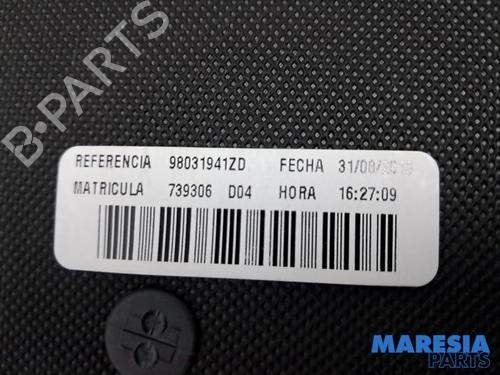 B-PARTS
REFERENCIA 98031941ZD FECHA 31/08/
MATRICULA 739306 D04 HORA 16:27:09
MARESIA
PARTS